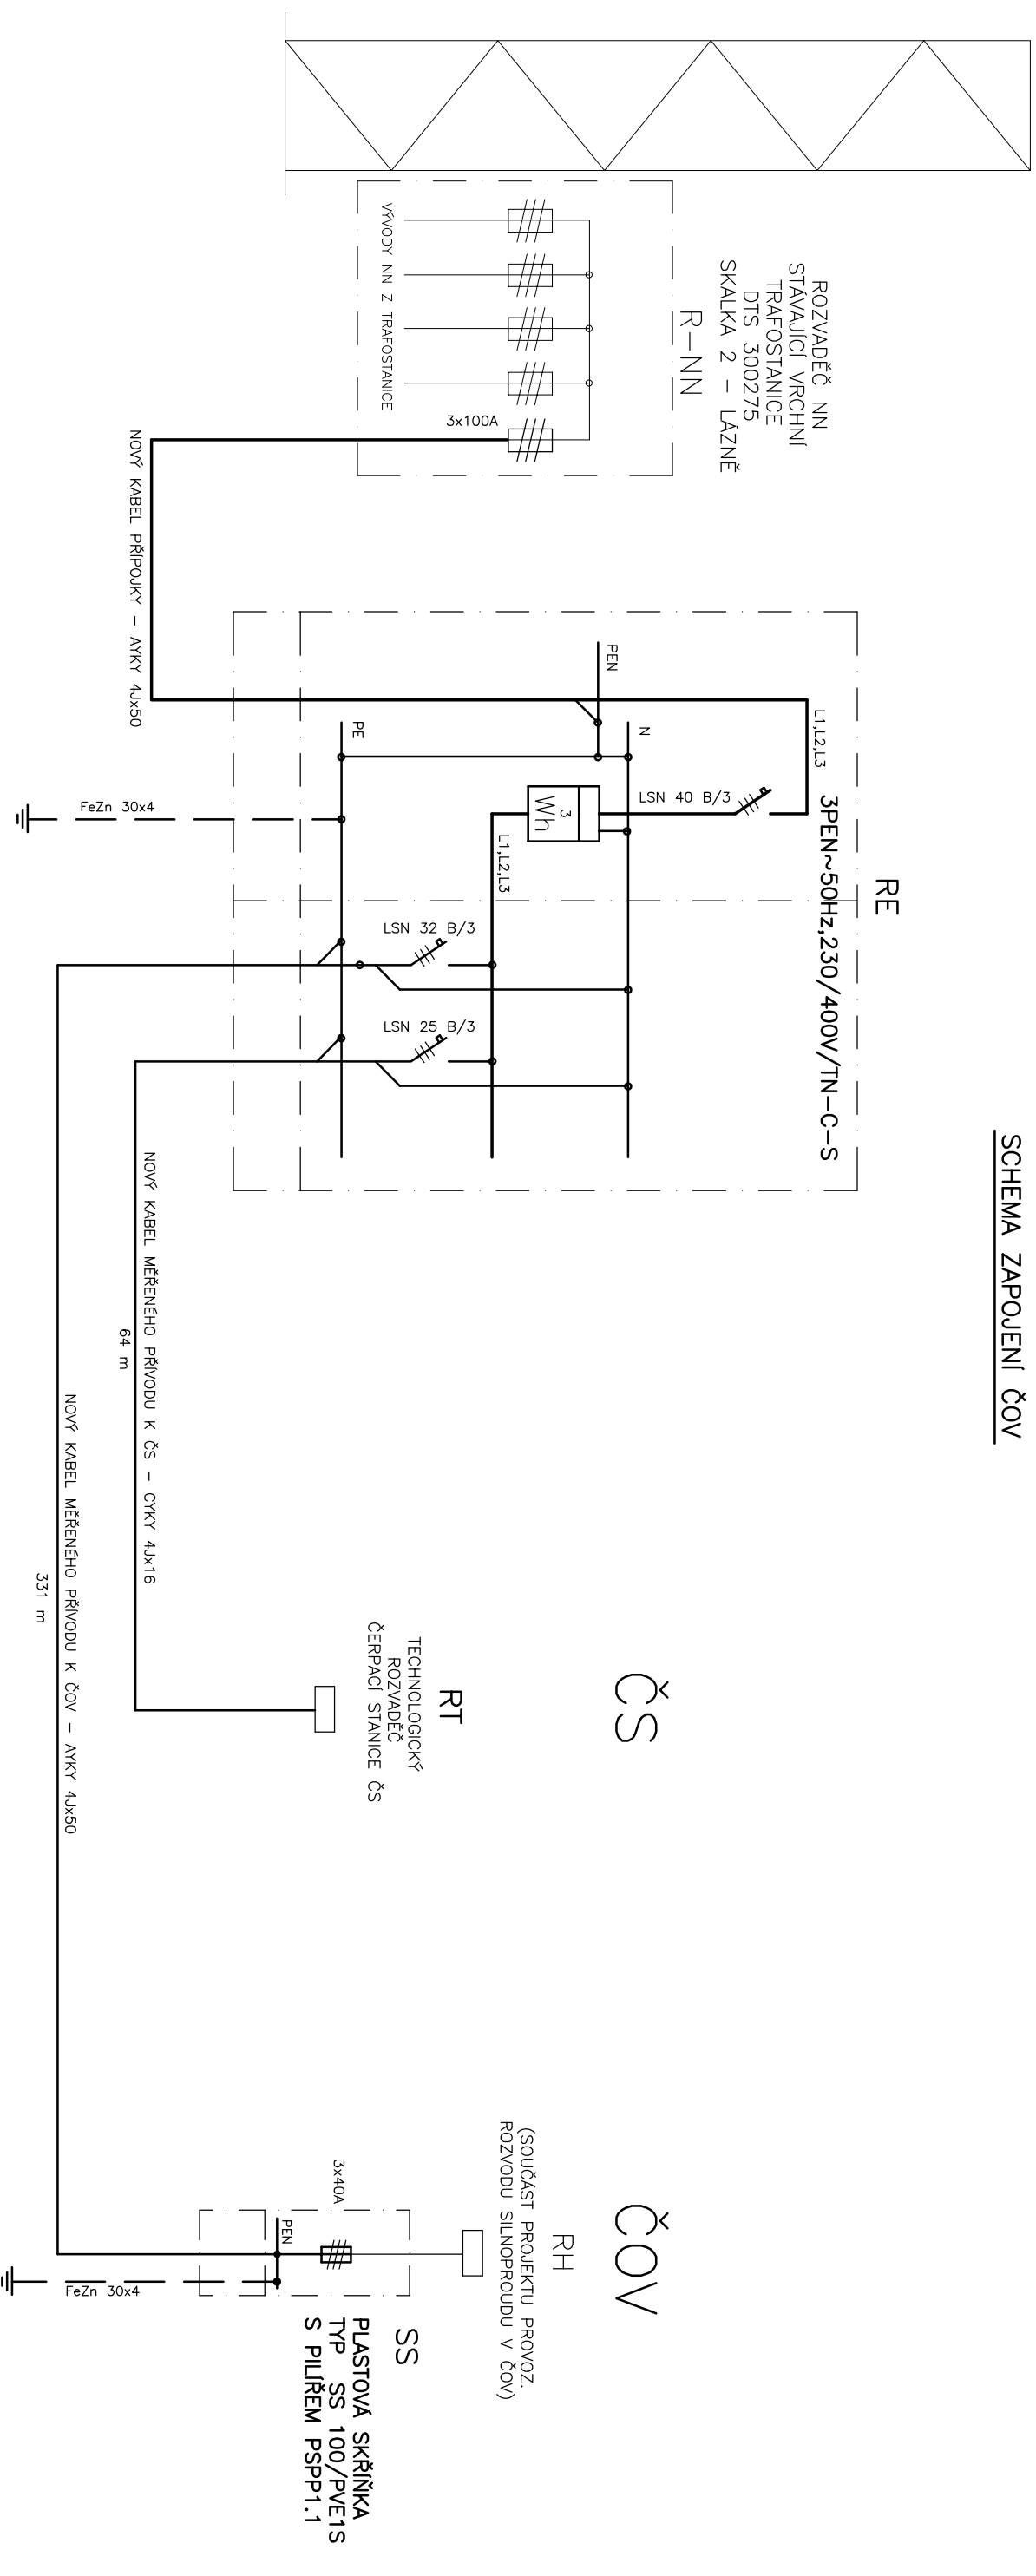 SCHEMA ZAPOJENÍ ČOV
ROZVADĚČ NN
STÁVAJÍCÍ VRCHNÍ
TRAFOSTANICE
DTS 300275
SKALKA 2 – LÁZNĚ
R–NN
3x100A
VÝVODY NN Z TRAFOSTANICE
NOVÝ KABEL PŘÍPOJKY – AYKY 4Jx50
RE
3PEN~50Hz,230/400V/TN–C–S
L1,L2,L3
LSN 40 B/3
N
PEN
3
Wh
L1,L2,L3
PE
LSN 32 B/3
LSN 25 B/3
FeZn 30x4
NOVÝ KABEL MĚŘENÉHO PŘÍVODU K ČS – CYKY 4Jx16
64 m
NOVÝ KABEL MĚŘENÉHO PŘÍVODU K ČOV – AYKY 4Jx50
331 m
ČS
RT
TECHNOLOGICKÝ
ROZVADĚČ
ČERPACÍ STANICE ČS
ČOV
RH
(SOUČÁST PROJEKTU PROVOZ.
ROZVODU SILNOPROUDU V ČOV)
3x40A
PEN
FeZn 30x4
SS
PLASTOVÁ SKŘÍŇKA
TYP SS 100/PVE1S
S PILÍŘEM PSPP1.1